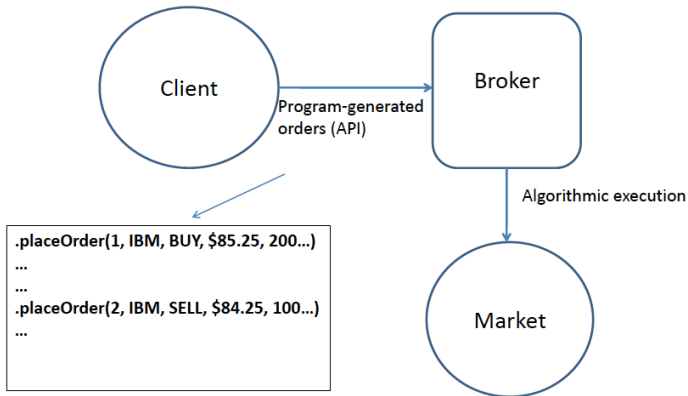 Client
Broker
Program-generated
orders (API)
Algorithmic execution
.placeOrder(1, IBM, BUY, $85.25, 200...)
...
...
.placeOrder(2, IBM, SELL, $84.25, 100...)
...
Market